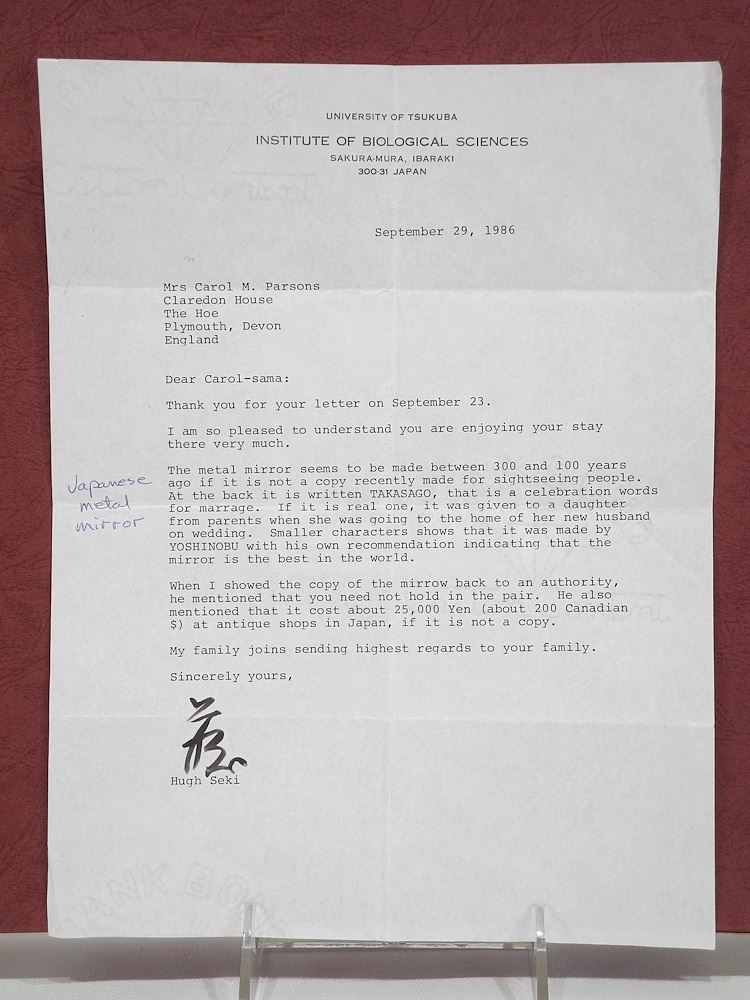 UNIVERSITY OF TSUKUBA
INSTITUTE OF BIOLOGICAL SCIENCES
SAKURA-MURA, IBARAKI
300-31 JAPAN
September 29, 1986
Mrs Carol M. Parsons
Claredon House
The Hoe
Plymouth, Devon
England
Dear Carol-sama:
Thank you for your letter on September 23.
I am so pleased to understand you are enjoying your stay
there very much.
Japanese
metal
mirror
The metal mirror seems to be made between 300 and 100 years
ago if it is not a copy recently made for sightseeing people.
At the back it is written TAKASAGO, that is a celebration words
for marrage.  If it is real one, it was given to a daughter
from parents when she was going to the home of her new husband
on wedding.  Smaller characters shows that it was made by
YOSHINOBU with his own recommendation indicating that the
mirror is the best in the world.
When I showed the copy of the mirrow back to an authority,
he mentioned that you need not hold in the pair.  He also
mentioned that it cost about 25,000 Yen (about 200 Canadian
$) at antique shops in Japan, if it is not a copy.
My family joins sending highest regards to your family.
Sincerely yours,
Hugh Seki